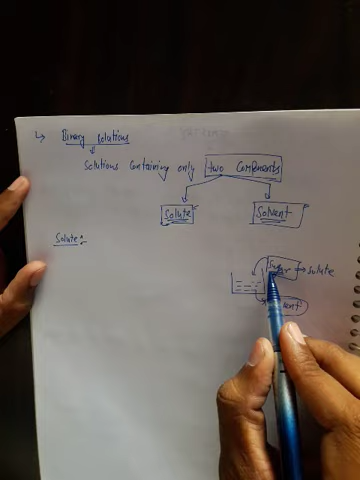 ↳ Binary solutions
↓
Solutions Containing only two Components
Solute Solvent
Solute:-
Sugar → solute